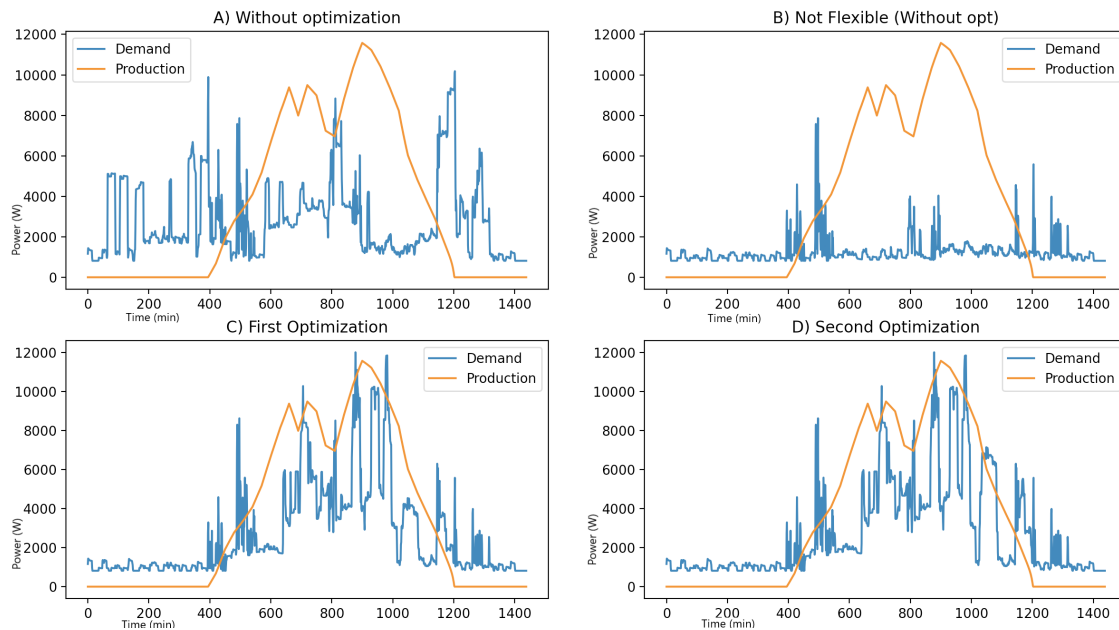 A) Without optimization
12000
10000
8000
6000
4000
2000
0
Power (W)
Demand
Production
0 200 400 600 800 1000 1200 1400
Time (min)
B) Not Flexible (Without opt)
12000
10000
8000
6000
4000
2000
0
Power (W)
Demand
Production
0 200 400 600 800 1000 1200 1400
Time (min)
C) First Optimization
12000
10000
8000
6000
4000
2000
0
Power (W)
Demand
Production
0 200 400 600 800 1000 1200 1400
Time (min)
D) Second Optimization
12000
10000
8000
6000
4000
2000
0
Power (W)
Demand
Production
0 200 400 600 800 1000 1200 1400
Time (min)